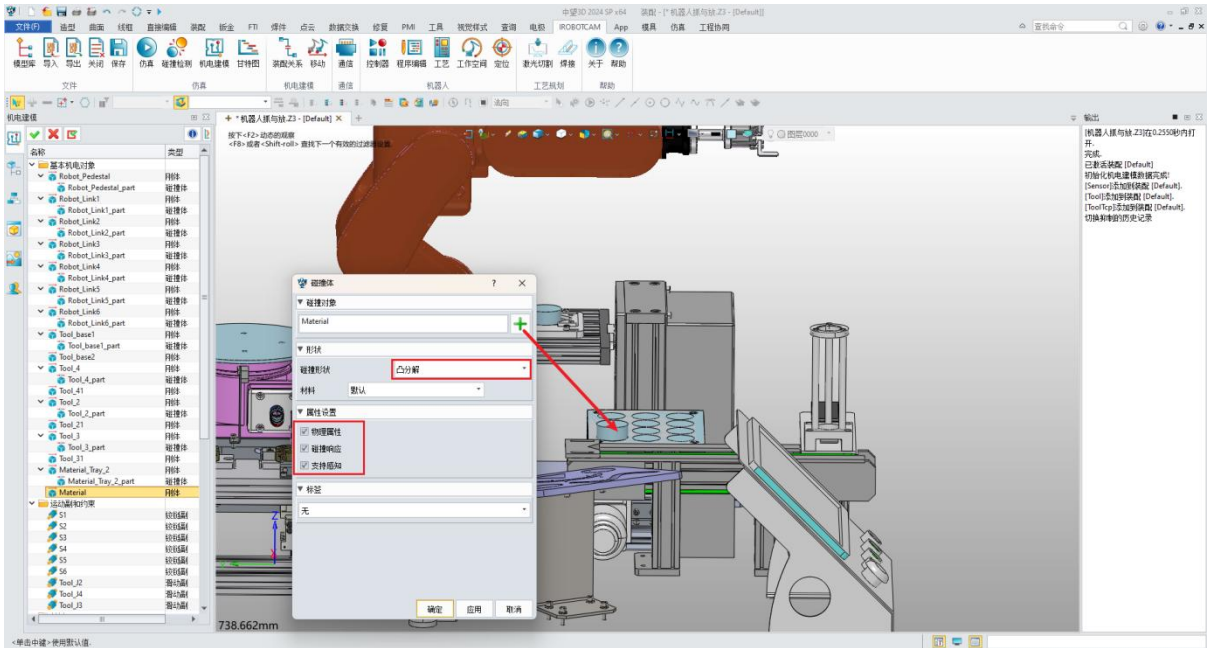 中望3D 2024 SP x64 装配 - [* 机器人抓与放.Z3 - [Default]]
文件(F) 造型 曲面 线框 直接编辑 装配 钣金 FTI 焊件 点云 数据交换 修复 PMI 工具 视觉样式 查询 电极 IROBOTCAM App 模具 仿真 工程协同 查找命令
模型库 导入 导出 关闭 保存 仿真 碰撞检测 机电建模 甘特图 装配关系 移动 通信 控制器 程序编辑 工艺 工作空间 定位 激光切割 焊接 关于 帮助
文件 仿真 机电建模 通信 机器人 工艺规划 帮助
法向
机电建模
+ * 机器人抓与放.Z3 - [Default] × +
输出
按下<F2>动态的观察
<F8>或者<Shift-roll> 查找下一个有效的过滤器设置.
图层0000
名称 类型
基本机电对象
Robot_Pedestal 刚体
Robot_Pedestal_part 碰撞体
Robot_Link1 刚体
Robot_Link1_part 碰撞体
Robot_Link2 刚体
Robot_Link2_part 碰撞体
Robot_Link3 刚体
Robot_Link3_part 碰撞体
Robot_Link4 刚体
Robot_Link4_part 碰撞体
Robot_Link5 刚体
Robot_Link5_part 碰撞体
Robot_Link6 刚体
Robot_Link6_part 碰撞体
Tool_base1 刚体
Tool_base1_part 碰撞体
Tool_base2 刚体
Tool_4 刚体
Tool_4_part 碰撞体
Tool_41 刚体
Tool_2 刚体
Tool_2_part 碰撞体
Tool_21 刚体
Tool_3 刚体
Tool_3_part 碰撞体
Tool_31 刚体
Material_Tray_2 刚体
Material_Tray_2_part 碰撞体
Material 刚体
运动副和约束
S1 铰链副
S2 铰链副
S3 铰链副
S4 铰链副
S5 铰链副
S6 铰链副
Tool_J2 滑动副
Tool_J4 滑动副
Tool_J3 滑动副
碰撞体 ? ×
碰撞对象
Material
形状
碰撞形状 凸分解
材料 默认
属性设置
物理属性
碰撞响应
支持感知
标签
无
确定 应用 取消
Z
738.662mm
[机器人抓与放.Z3]在0.2550秒内打
开.
完成.
已激活装配 [Default]
初始化机电建模数据完成!
[Sensor]添加到装配 [Default].
[Tool]添加到装配 [Default].
[ToolTcp]添加到装配 [Default].
切换抑制的历史记录
<单击中键>使用默认值.